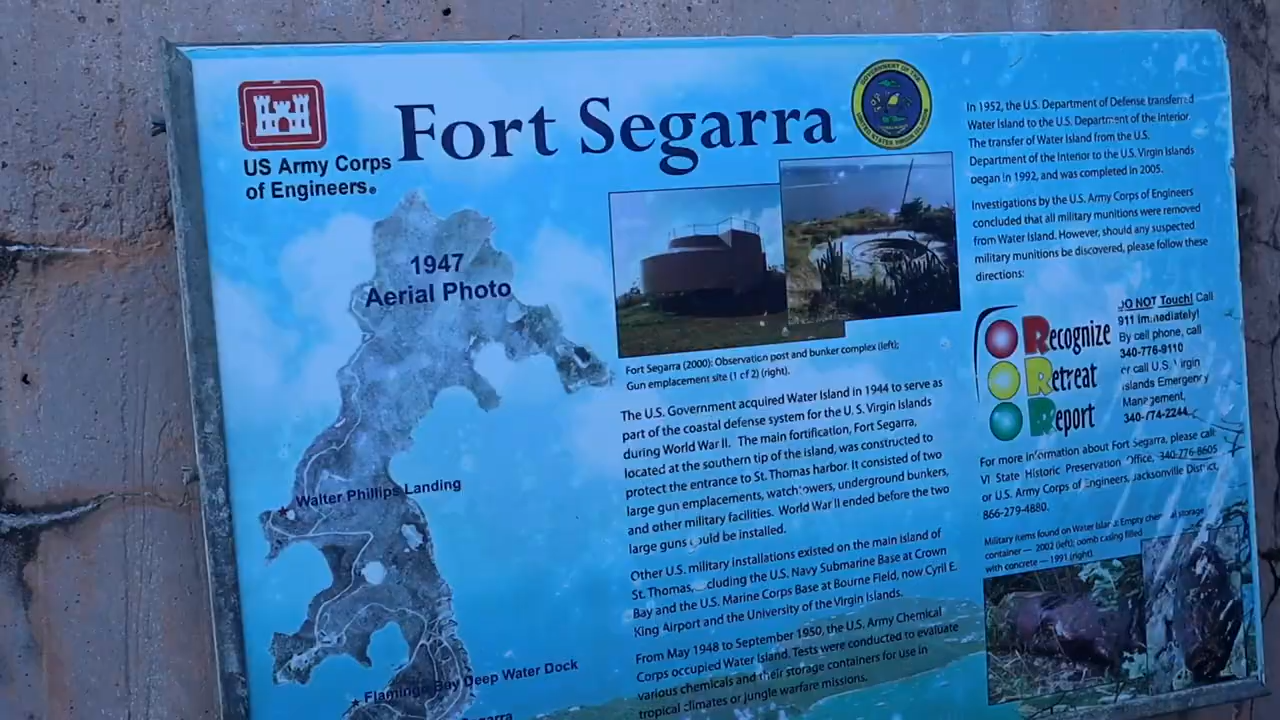 US Army Corps
of Engineers®
Fort Segarra
GOVERNMENT OF THE
UNITED STATES VIRGIN ISLANDS
1947
Aerial Photo
Walter Phillips Landing
Flamingo Bay Deep Water Dock
Segarra
Fort Segarra (2000): Observation post and bunker complex (left);
Gun emplacement site (1 of 2) (right).
The U.S. Government acquired Water Island in 1944 to serve as
part of the coastal defense system for the U. S. Virgin Islands
during World War II. The main fortification, Fort Segarra,
located at the southern tip of the island, was constructed to
protect the entrance to St. Thomas harbor. It consisted of two
large gun emplacements, watchtowers, underground bunkers,
and other military facilities. World War II ended before the two
large guns could be installed.
Other U.S. military installations existed on the main Island of
St. Thomas, including the U.S. Navy Submarine Base at Crown
Bay and the U.S. Marine Corps Base at Bourne Field, now Cyril E.
King Airport and the University of the Virgin Islands.
From May 1948 to September 1950, the U.S. Army Chemical
Corps occupied Water Island. Tests were conducted to evaluate
various chemicals and their storage containers for use in
tropical climates or jungle warfare missions.
In 1952, the U.S. Department of Defense transferred
Water Island to the U.S. Department of the Interior.
The transfer of Water Island from the U.S.
Department of the Interior to the U.S. Virgin Islands
began in 1992, and was completed in 2005.
Investigations by the U.S. Army Corps of Engineers
concluded that all military munitions were removed
from Water Island. However, should any suspected
military munitions be discovered, please follow these
directions:
Recognize
Retreat
Report
DO NOT Touch! Call
911 immediately!
By cell phone, call
340-776-9110
or call U.S. Virgin
Islands Emergency
Management,
340-774-2244
For more information about Fort Segarra, please call:
VI State Historic Preservation Office, 340-776-8605
or U.S. Army Corps of Engineers, Jacksonville District,
866-279-4880.
Military items found on Water Island: Empty chemical storage
container — 2002 (left); bomb casing filled
with concrete — 1991 (right).